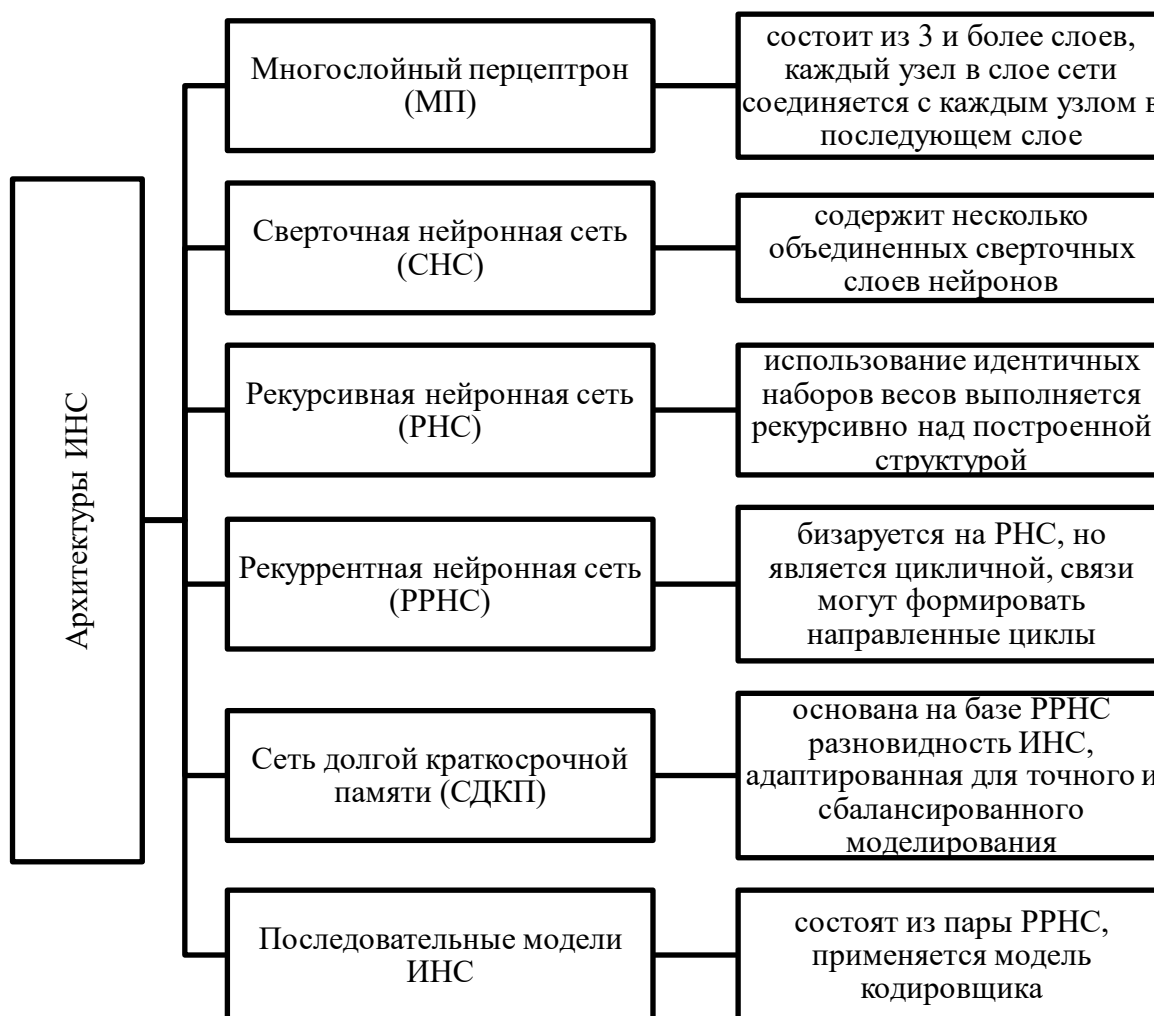 Архитектуры ИНС
Многослойный перцептрон
(МП)
состоит из 3 и более слоев,
каждый узел в слое сети
соединяется с каждым узлом в
последующем слое
Сверточная нейронная сеть
(СНС)
содержит несколько
объединенных сверточных
слоев нейронов
Рекурсивная нейронная сеть
(РНС)
использование идентичных
наборов весов выполняется
рекурсивно над построенной
структурой
Рекуррентная нейронная сеть
(РРНС)
бизаруется на РНС, но
является цикличной, связи
могут формировать
направленные циклы
Сеть долгой краткосрочной
памяти (СДКП)
основана на базе РРНС
разновидность ИНС,
адаптированная для точного и
сбалансированного
моделирования
Последовательные модели
ИНС
состоят из пары РРНС,
применяется модель
кодировщика